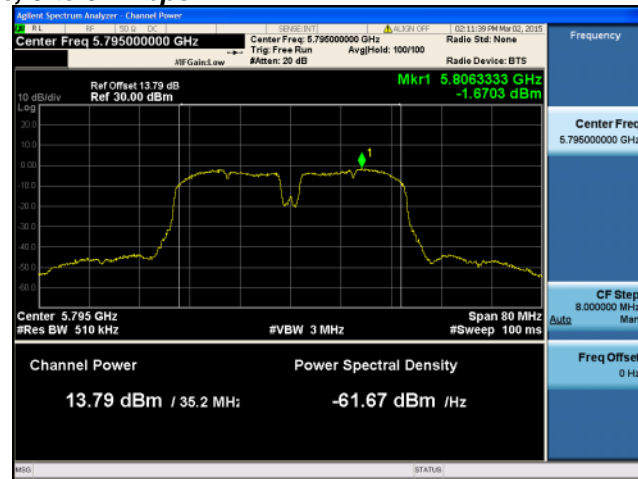 Agilent Spectrum Analyzer - Channel Power
RL RF 50 Ω DC SENSE:INT ALIGN OFF 02:11:39 PM Mar 02, 2015
Center Freq 5.795000000 GHz
Center Freq: 5.795000000 GHz
Radio Std: None
Trig: Free Run Avg|Hold: 100/100
#IFGain:Low #Atten: 20 dB Radio Device: BTS
Frequency
Ref Offset 13.79 dB
10 dB/div Ref 30.00 dBm
Mkr1 5.8063333 GHz
-1.6703 dBm
Log
20.0
10.0
0.00
-10.0
-20.0
-30.0
-40.0
-50.0
-60.0
1
Center 5.795 GHz Span 80 MHz
#Res BW 510 kHz #VBW 3 MHz #Sweep 100 ms
Channel Power
13.79 dBm / 35.2 MHz
Power Spectral Density
-61.67 dBm /Hz
Center Freq
5.795000000 GHz
CF Step
8.000000 MHz
Auto Man
Freq Offset
0 Hz
MSG STATUS